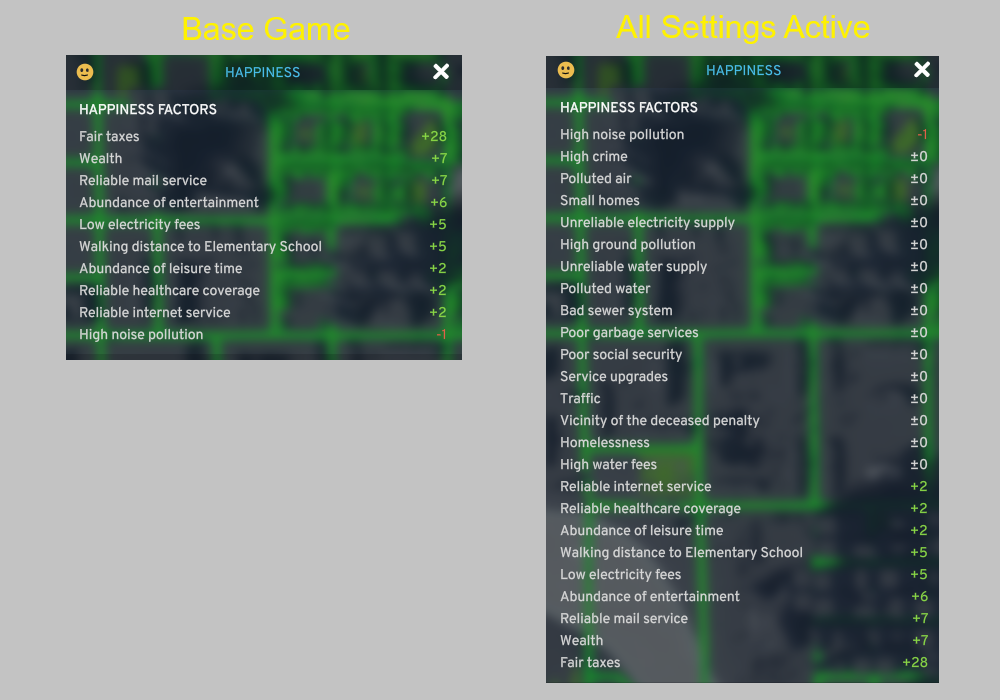 Base Game
HAPPINESS
HAPPINESS FACTORS
Fair taxes +28
Wealth +7
Reliable mail service +7
Abundance of entertainment +6
Low electricity fees +5
Walking distance to Elementary School +5
Abundance of leisure time +2
Reliable healthcare coverage +2
Reliable internet service +2
High noise pollution -1
All Settings Active
HAPPINESS
HAPPINESS FACTORS
High noise pollution -1
High crime ±0
Polluted air ±0
Small homes ±0
Unreliable electricity supply ±0
High ground pollution ±0
Unreliable water supply ±0
Polluted water ±0
Bad sewer system ±0
Poor garbage services ±0
Poor social security ±0
Service upgrades ±0
Traffic ±0
Vicinity of the deceased penalty ±0
Homelessness ±0
High water fees ±0
Reliable internet service +2
Reliable healthcare coverage +2
Abundance of leisure time +2
Walking distance to Elementary School +5
Low electricity fees +5
Abundance of entertainment +6
Reliable mail service +7
Wealth +7
Fair taxes +28